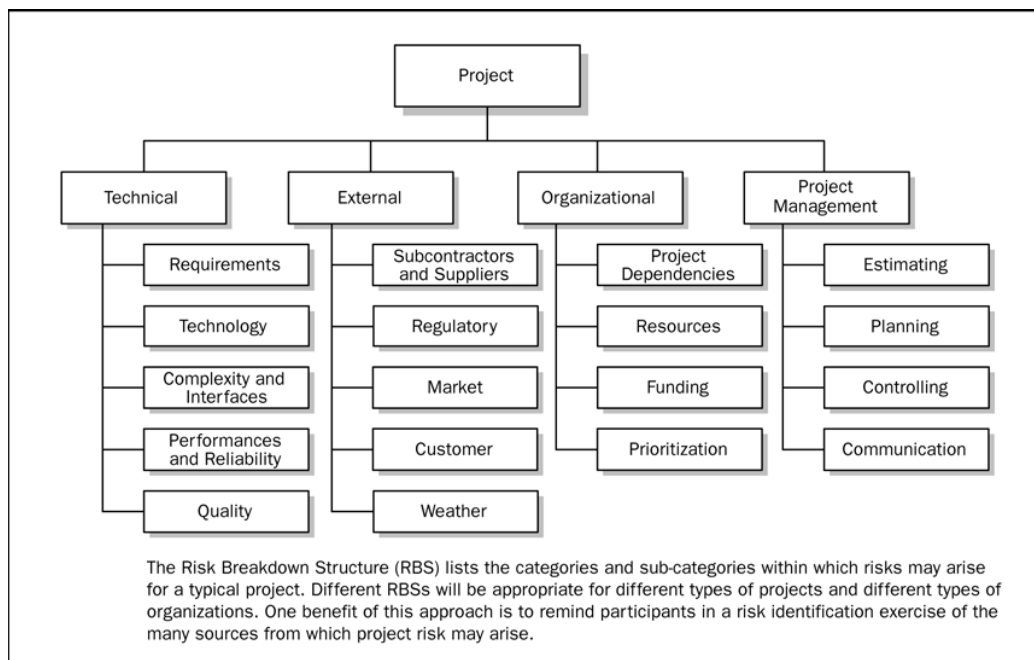 Project
Technical
External
Organizational
Project
Management
Requirements
Technology
Complexity and
Interfaces
Performances
and Reliability
Quality
Subcontractors
and Suppliers
Regulatory
Market
Customer
Weather
Project
Dependencies
Resources
Funding
Prioritization
Estimating
Planning
Controlling
Communication
The Risk Breakdown Structure (RBS) lists the categories and sub-categories within which risks may arise
for a typical project. Different RBSs will be appropriate for different types of projects and different types of
organizations. One benefit of this approach is to remind participants in a risk identification exercise of the
many sources from which project risk may arise.